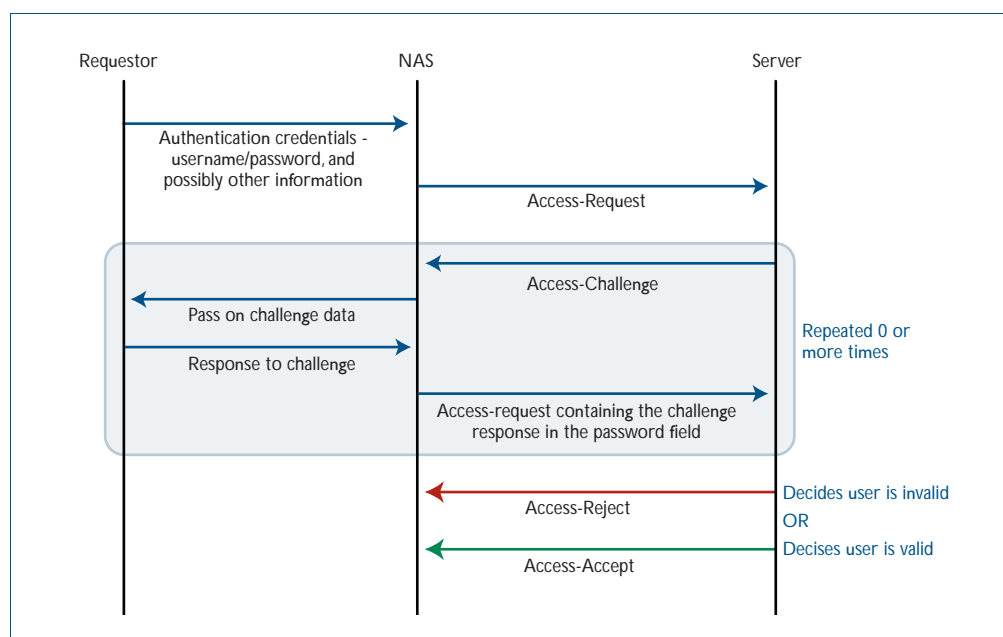 Requestor NAS Server
Authentication credentials -
username/password, and
possibly other information
Access-Request
Access-Challenge
Pass on challenge data
Repeated 0 or
more times
Response to challenge
Access-request containing the challenge
response in the password field
Access-Reject
Decides user is invalid
OR
Access-Accept
Decises user is valid